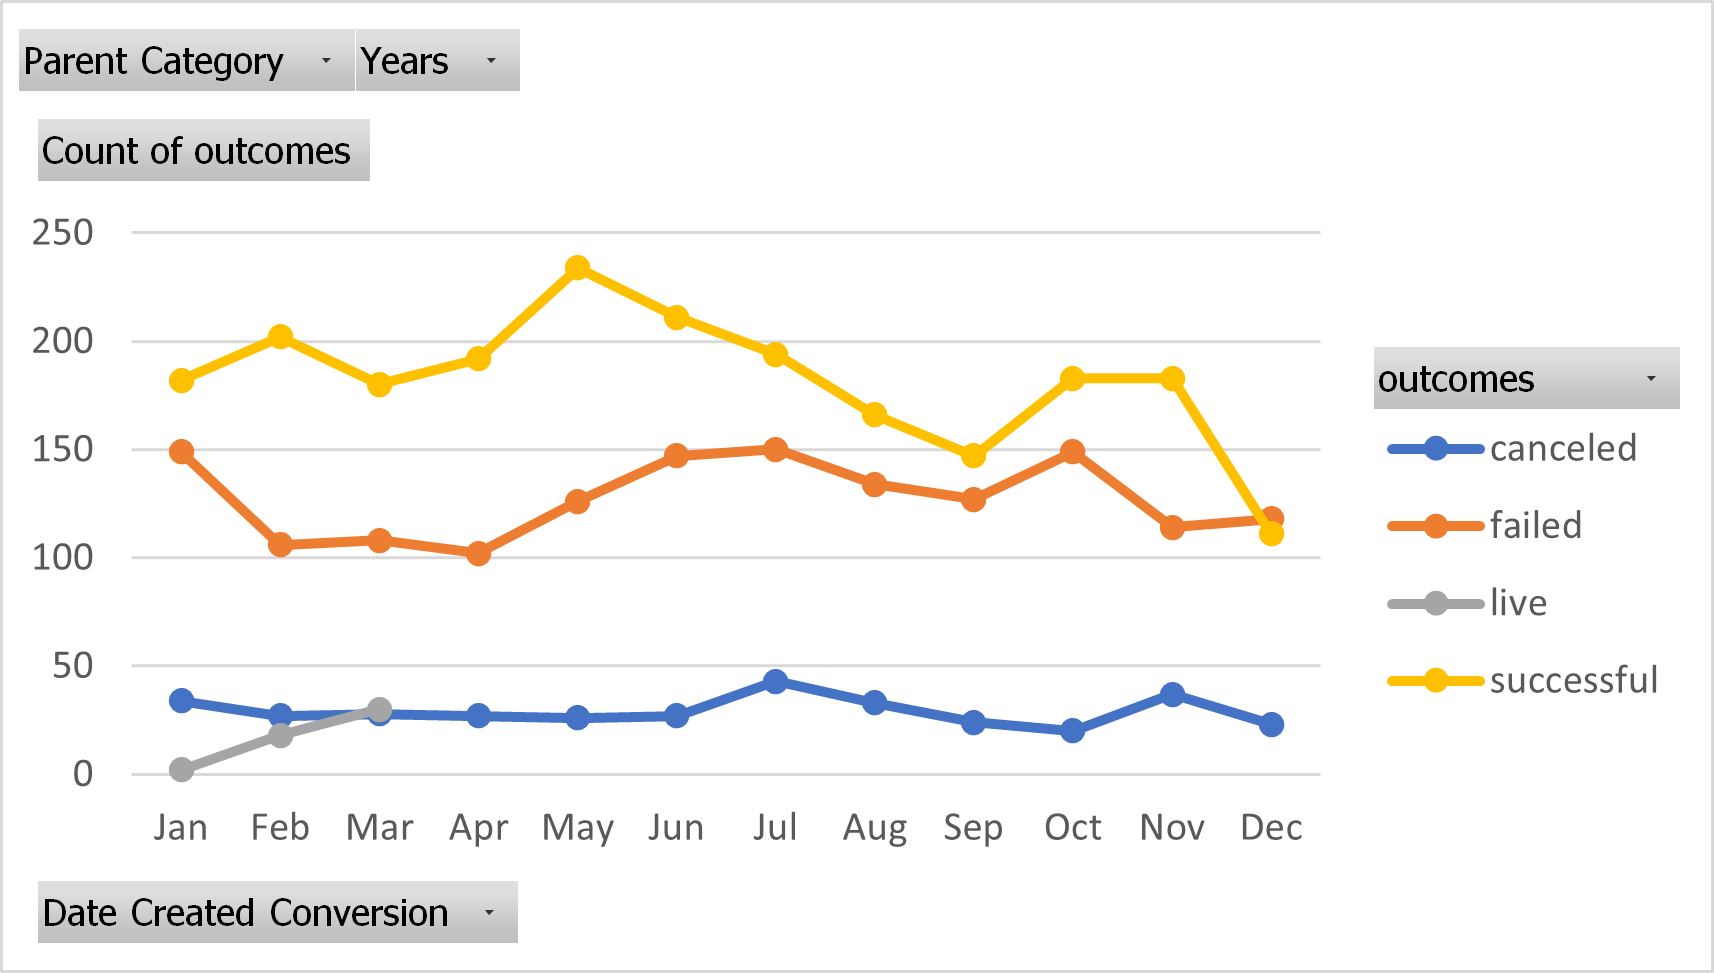 Parent Category Years
Count of outcomes
250
200
150
100
50
0
Jan Feb Mar Apr May Jun Jul Aug Sep Oct Nov Dec
outcomes
canceled
failed
live
successful
Date Created Conversion